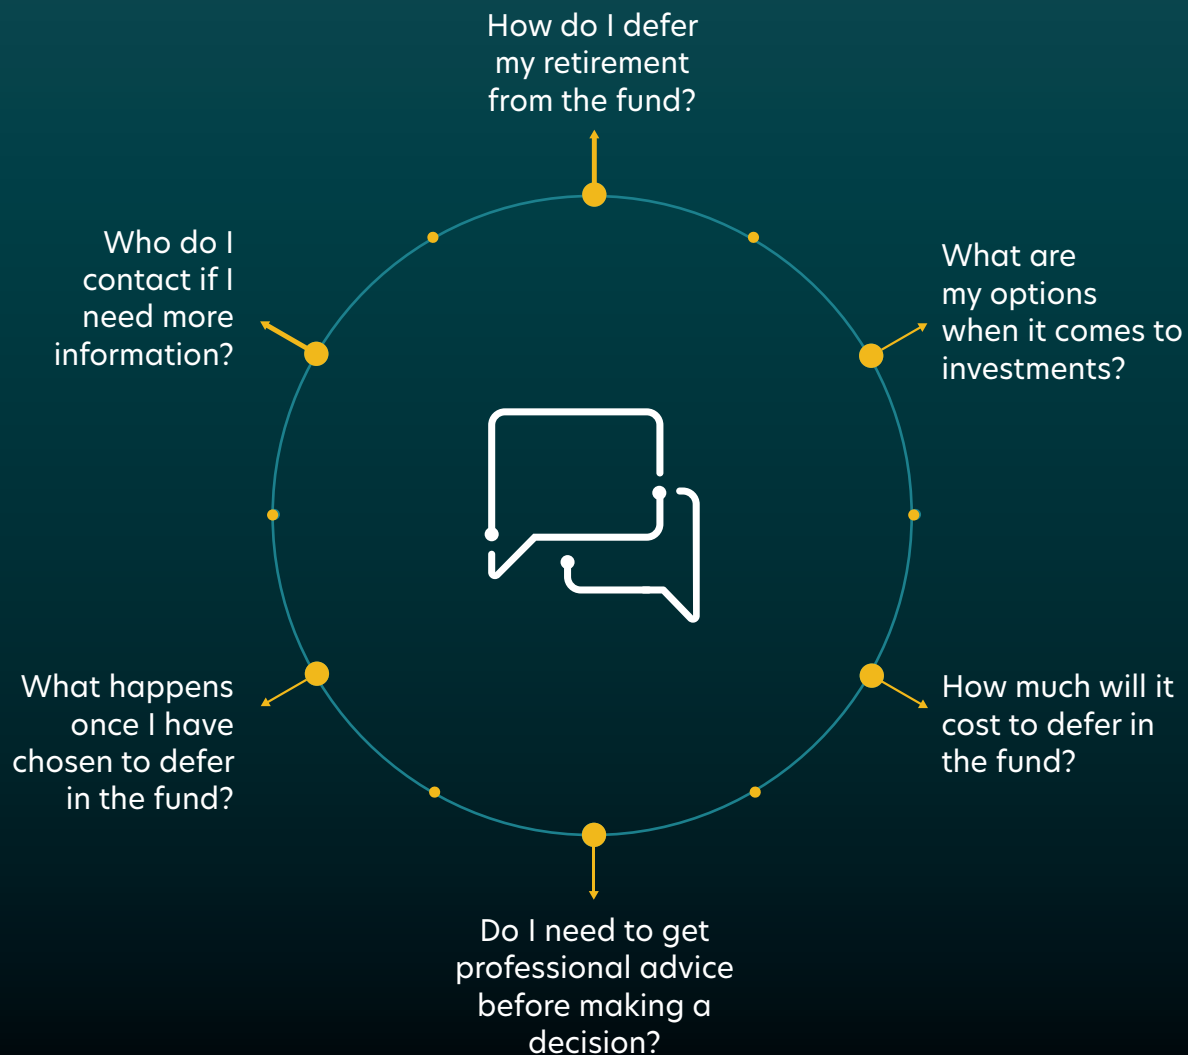 How do I defer
my retirement
from the fund?
What are
my options
when it comes to
investments?
How much will it
cost to defer in
the fund?
Do I need to get
professional advice
before making a
decision?
What happens
once I have
chosen to defer
in the fund?
Who do I
contact if I
need more
information?